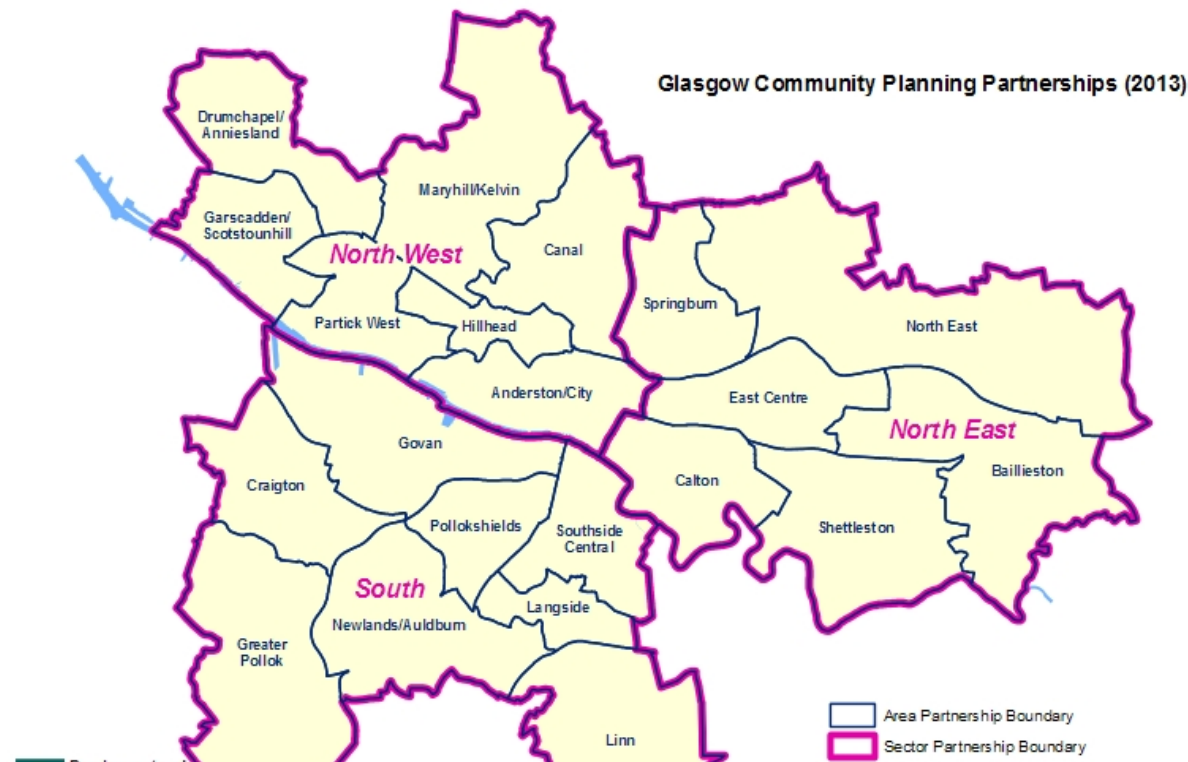 Glasgow Community Planning Partnerships (2013)
Drumchapel/
Anniesland
Maryhill/Kelvin
Garscadden/
Scotstounhill
North West
Canal
Springburn
Partick West
Hillhead
North East
Anderston/City
East Centre
North East
Govan
Baillieston
Craigton
Calton
Pollokshields
Shettleston
Southside
Central
South
Langside
Newlands/Auldburn
Greater
Pollok
Linn
Area Partnership Boundary
Sector Partnership Boundary